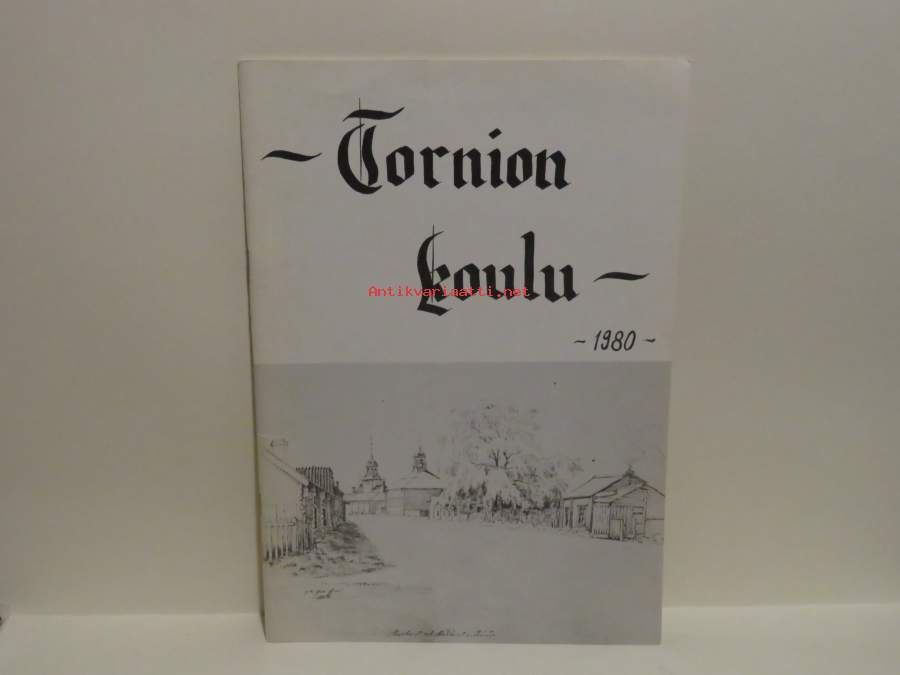 ~ Tornion
Koulu ~
Antikvariaatti.net
~ 1980 ~